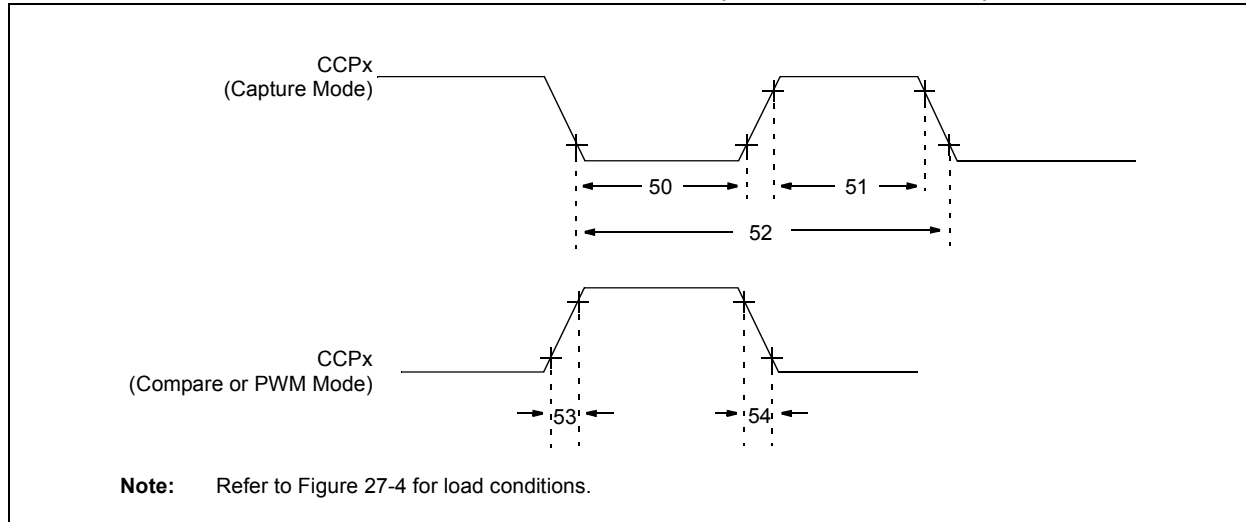 CCPx
(Capture Mode)
50
51
52
CCPx
(Compare or PWM Mode)
53
54
Note: Refer to Figure 27-4 for load conditions.